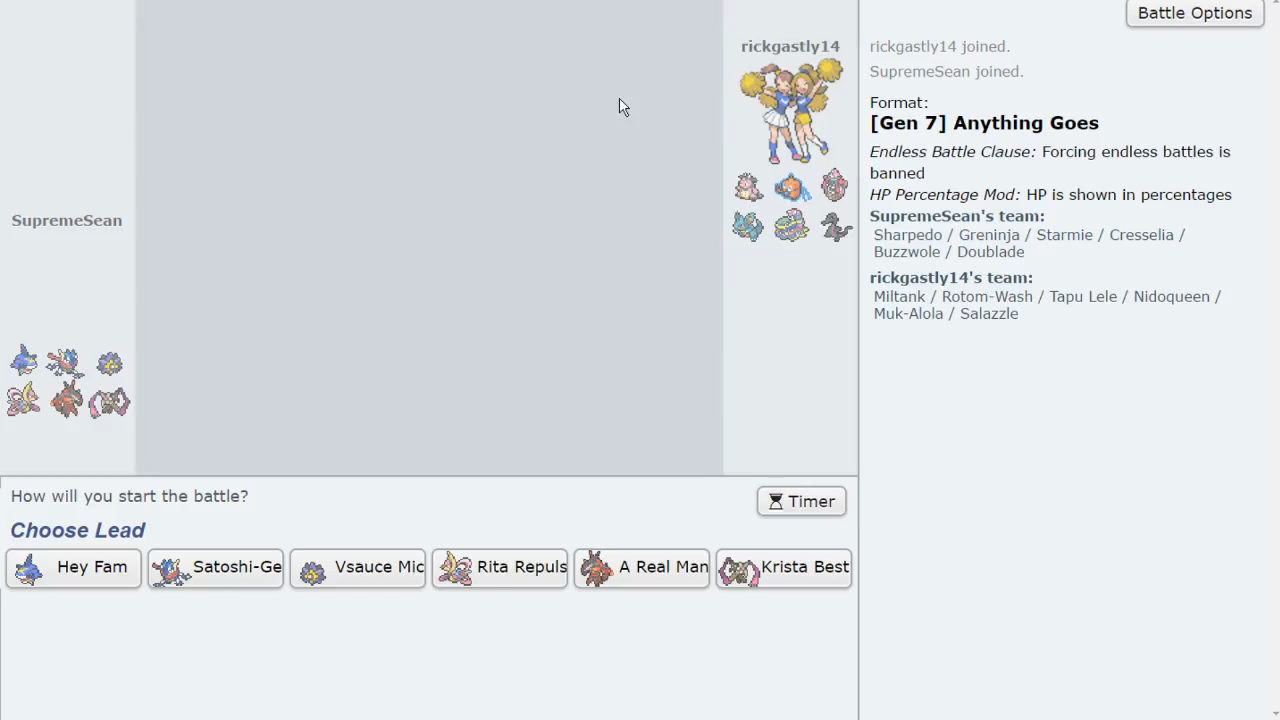 Battle Options
rickgastly14 joined.
SupremeSean joined.
Format:
[Gen 7] Anything Goes
Endless Battle Clause: Forcing endless battles is
banned
HP Percentage Mod: HP is shown in percentages
SupremeSean's team:
Sharpedo / Greninja / Starmie / Cresselia /
Buzzwole / Doublade
rickgastly14's team:
Miltank / Rotom-Wash / Tapu Lele / Nidoqueen /
Muk-Alola / Salazzle
rickgastly14
SupremeSean
How will you start the battle?
Timer
Choose Lead
Hey Fam
Satoshi-Ge
Vsauce Mic
Rita Repuls
A Real Man
Krista Best